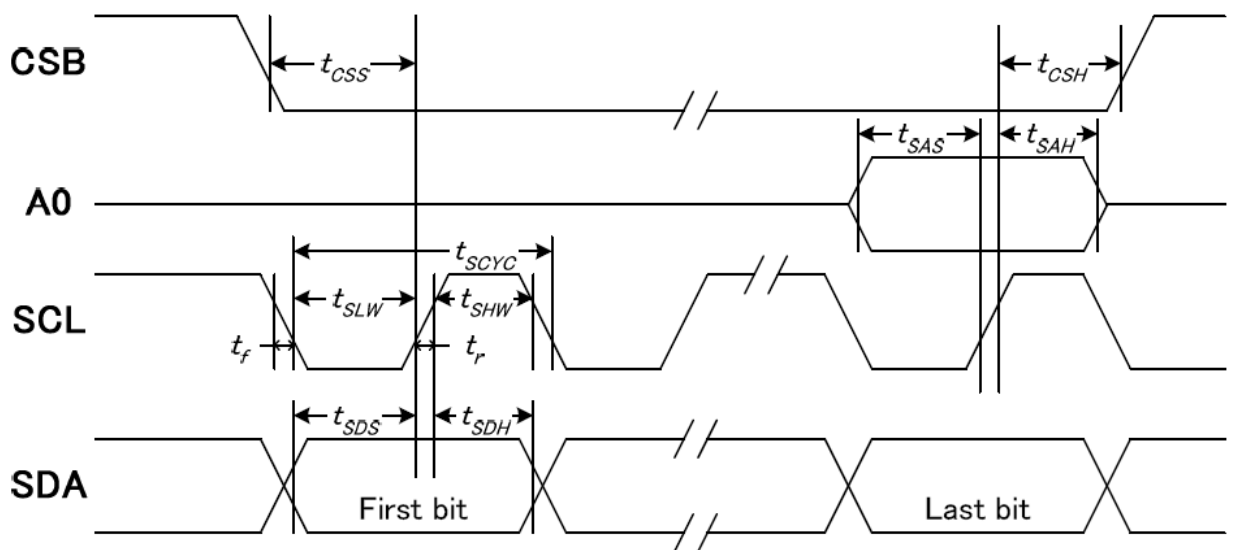 CSB
tCSS
tCSH
tSAS
tSAH
A0
tSCYC
SCL
tSLW
tSHW
tf
tr
SDA
tSDS
tSDH
First bit
Last bit